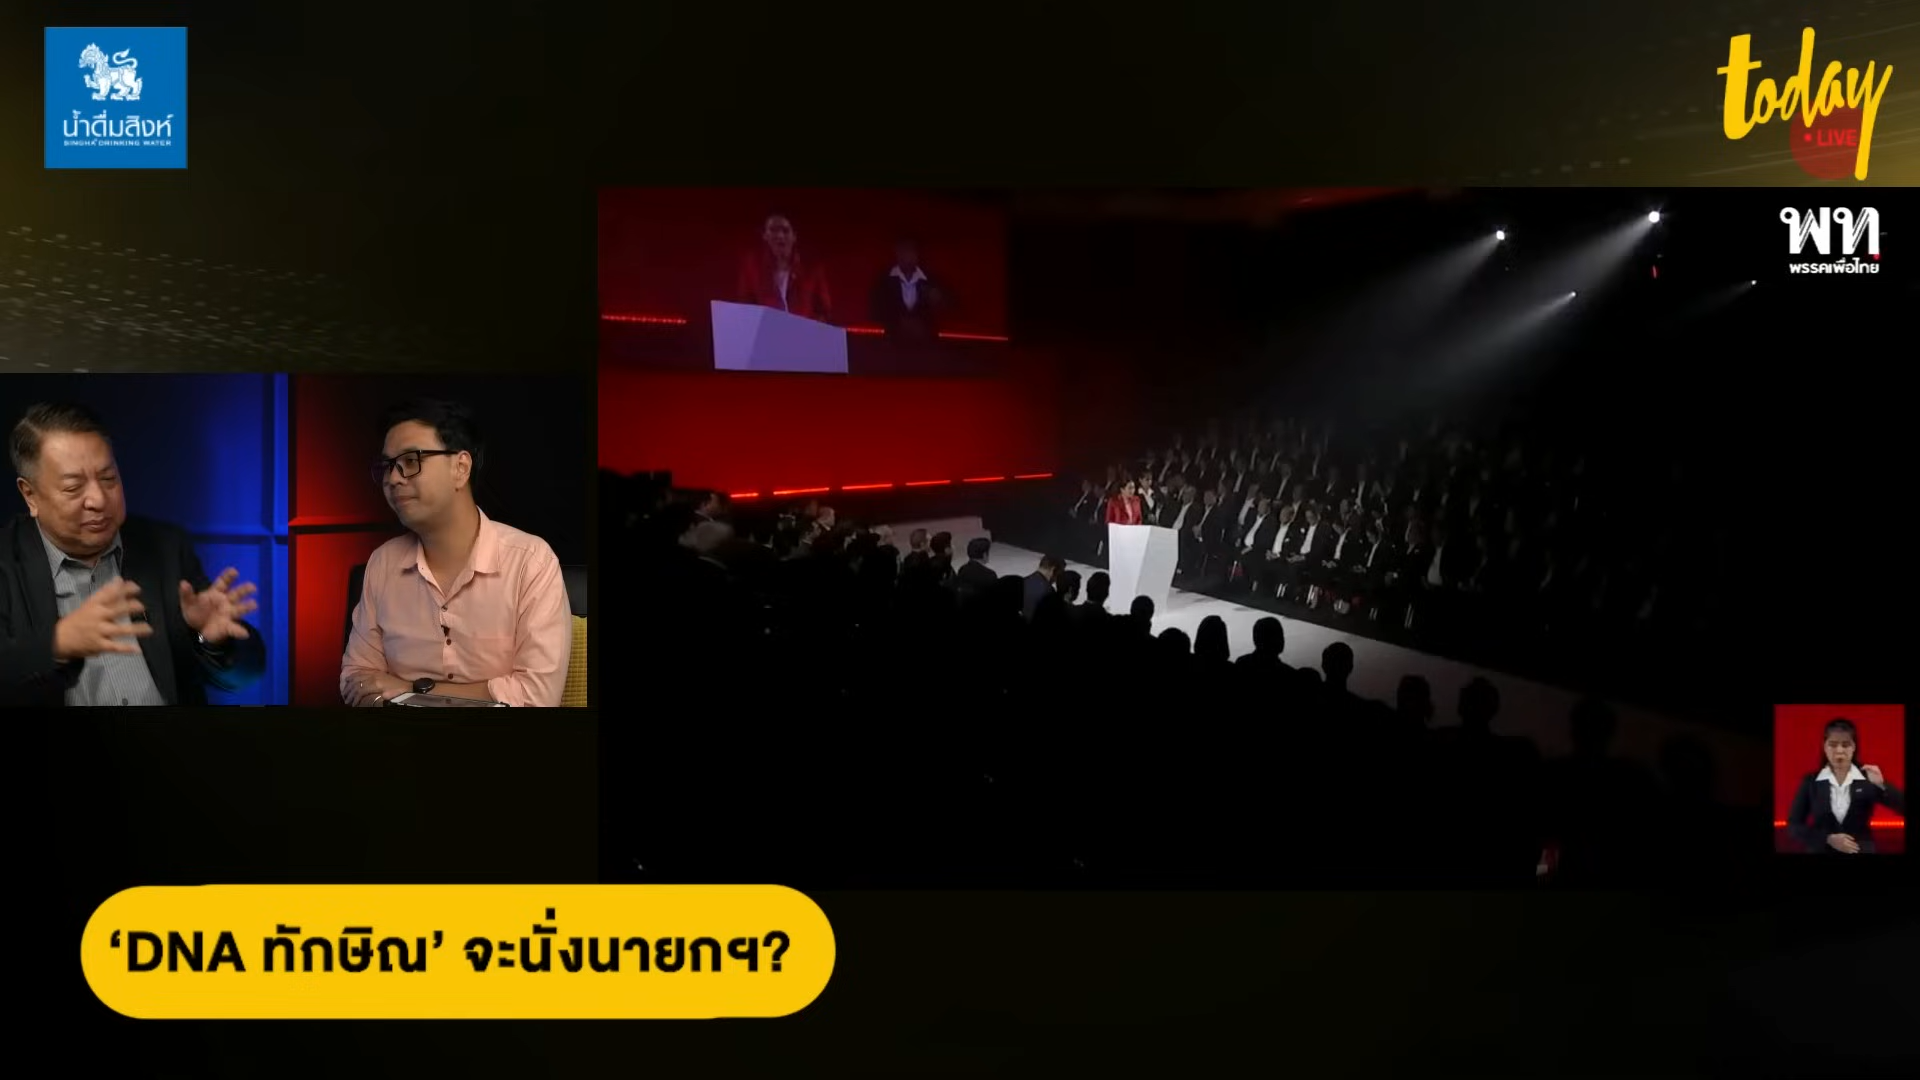 น้ำดื่มสิงห์
SINGHA DRINKING WATER
today
LIVE
พท
พรรคเพื่อไทย
‘DNA ทักษิณ’ จะนั่งนายกฯ?